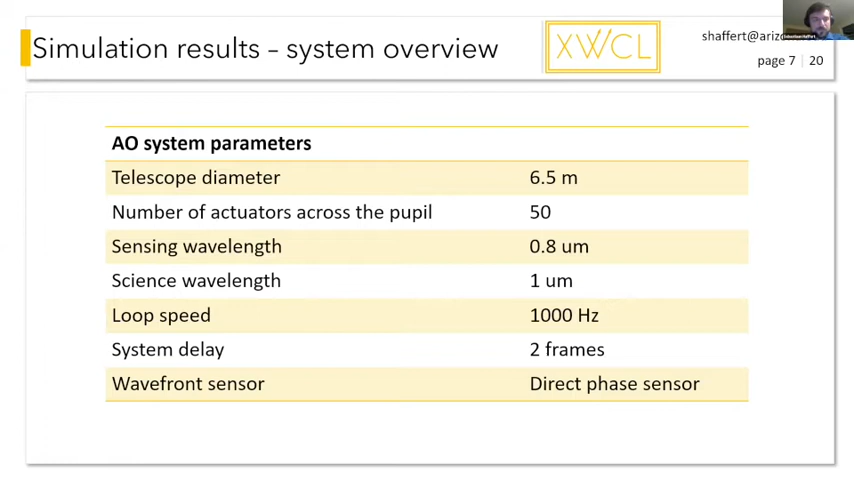 Simulation results – system overview
XWCL
page 7 | 20
AO system parameters
Telescope diameter 6.5 m
Number of actuators across the pupil 50
Sensing wavelength 0.8 um
Science wavelength 1 um
Loop speed 1000 Hz
System delay 2 frames
Wavefront sensor Direct phase sensor